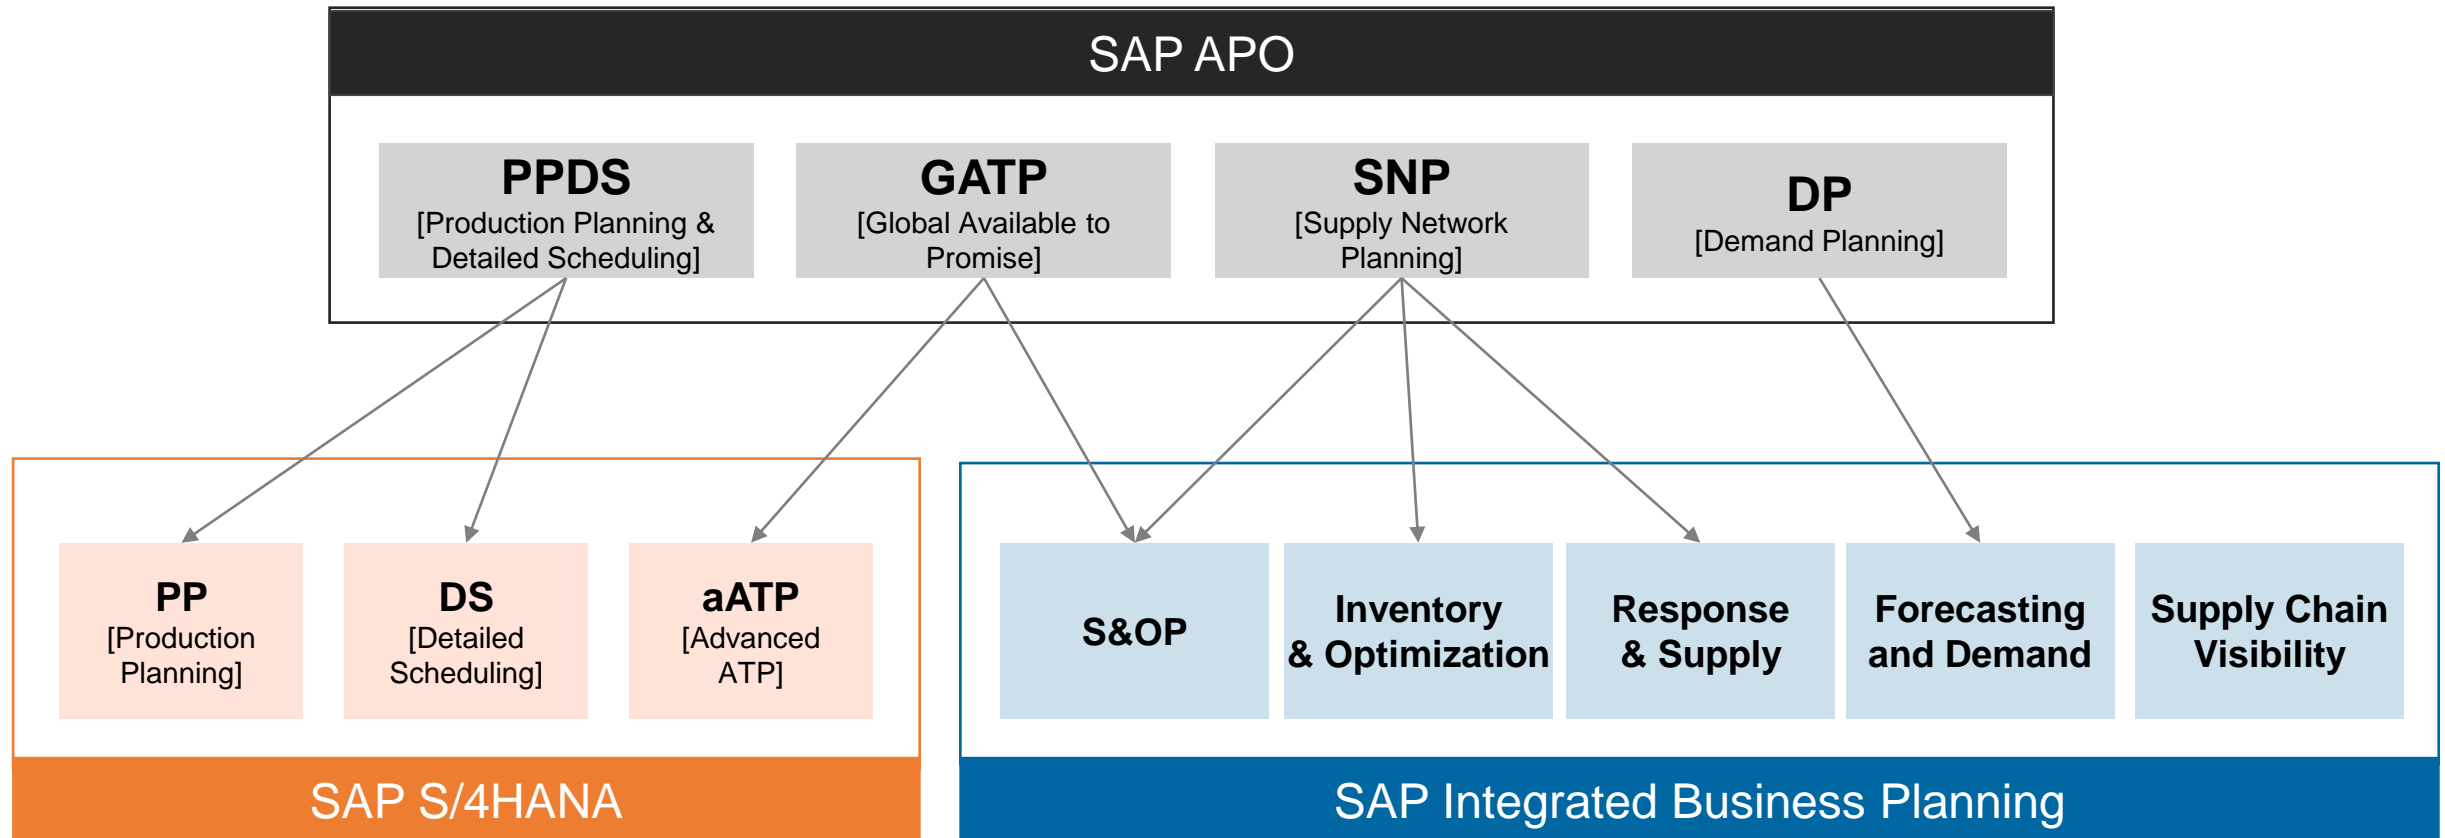 SAP APO
PPDS
[Production Planning &
Detailed Scheduling]
GATP
[Global Available to
Promise]
SNP
[Supply Network
Planning]
DP
[Demand Planning]
PP
[Production
Planning]
DS
[Detailed
Scheduling]
aATP
[Advanced
ATP]
SAP S/4HANA
S&OP
Inventory
& Optimization
Response
& Supply
Forecasting
and Demand
Supply Chain
Visibility
SAP Integrated Business Planning